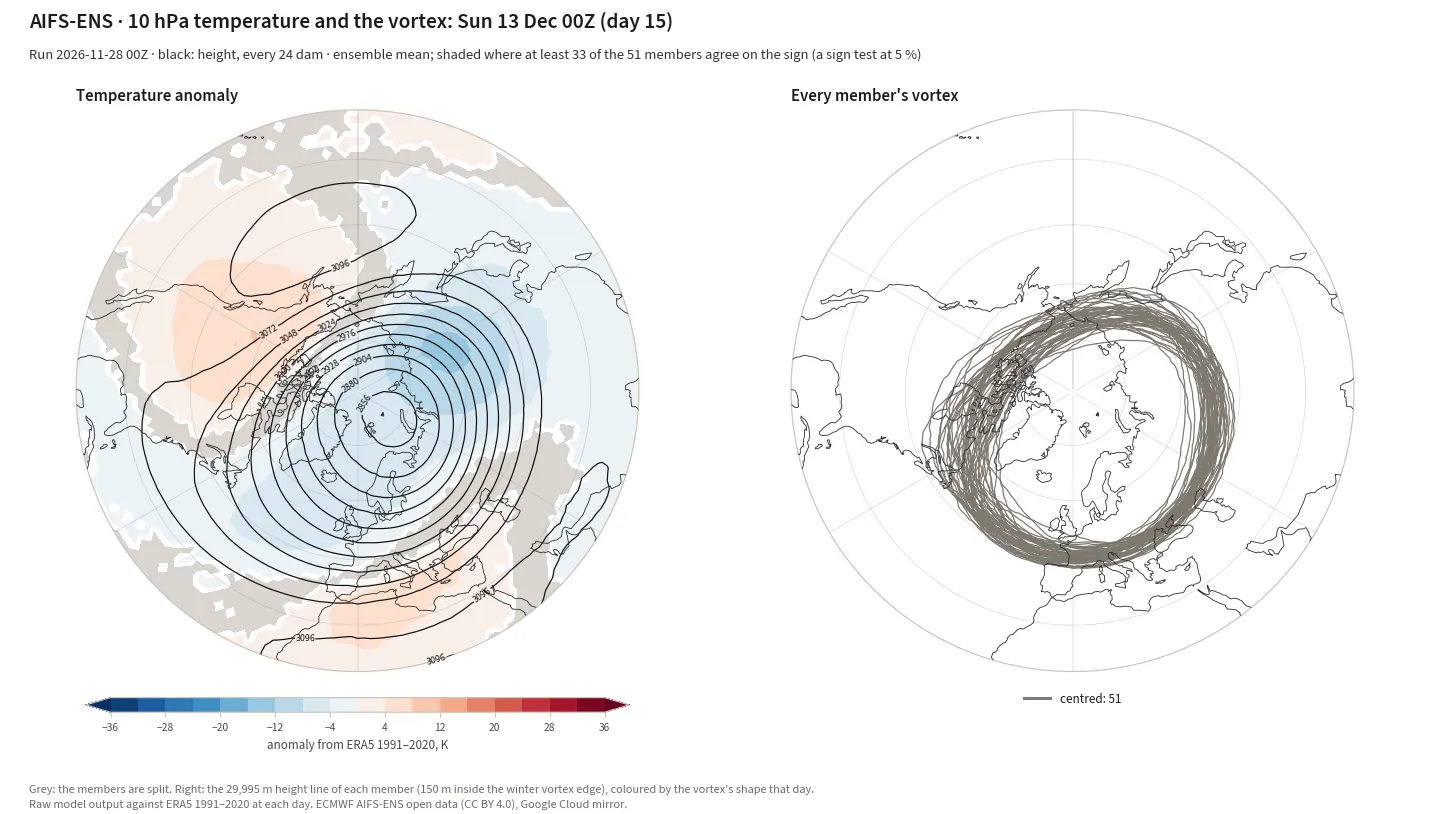 AIFS-ENS · 10 hPa temperature and the vortex: Sun 13 Dec 00Z (day 15)
Run 2026-11-28 00Z · black: height, every 24 dam · ensemble mean; shaded where at least 33 of the 51 members agree on the sign (a sign test at 5 %)
Temperature anomaly
Every member's vortex
3096
3072
3048
3024
2976
2928
2904
2880
2856
3096
3096
3096
centred: 51
−36 −28 −20 −12 −4 4 12 20 28 36
anomaly from ERA5 1991–2020, K
Grey: the members are split. Right: the 29,995 m height line of each member (150 m inside the winter vortex edge), coloured by the vortex's shape that day.
Raw model output against ERA5 1991–2020 at each day. ECMWF AIFS-ENS open data (CC BY 4.0), Google Cloud mirror.